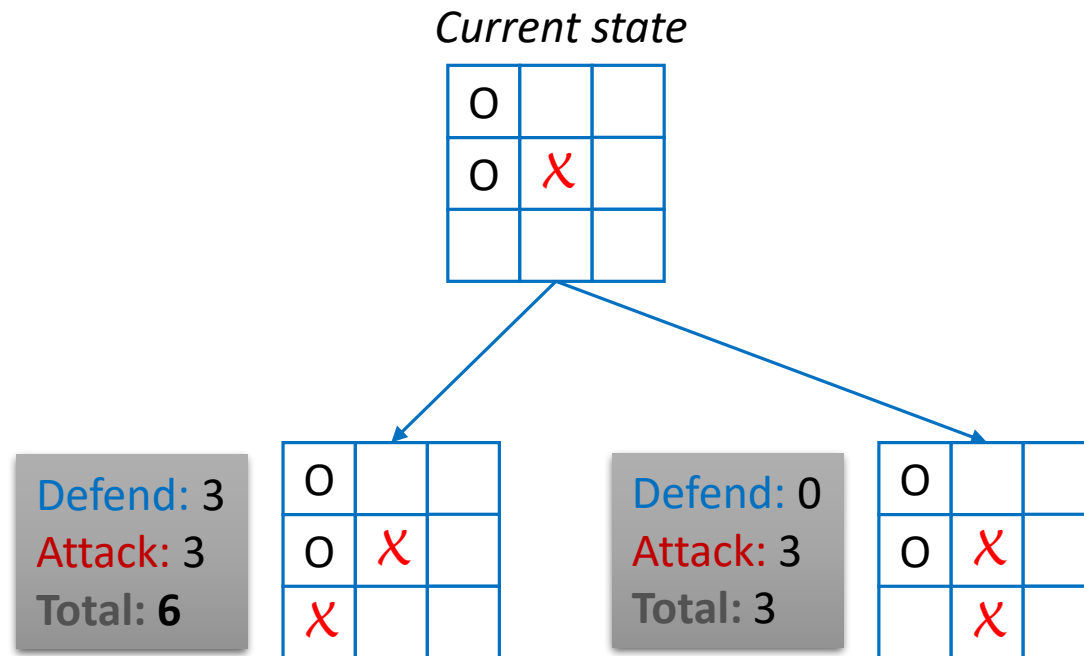 Current state
O
O X
Defend: 3
Attack: 3
Total: 6
O
O X
X
Defend: 0
Attack: 3
Total: 3
O
O X
X